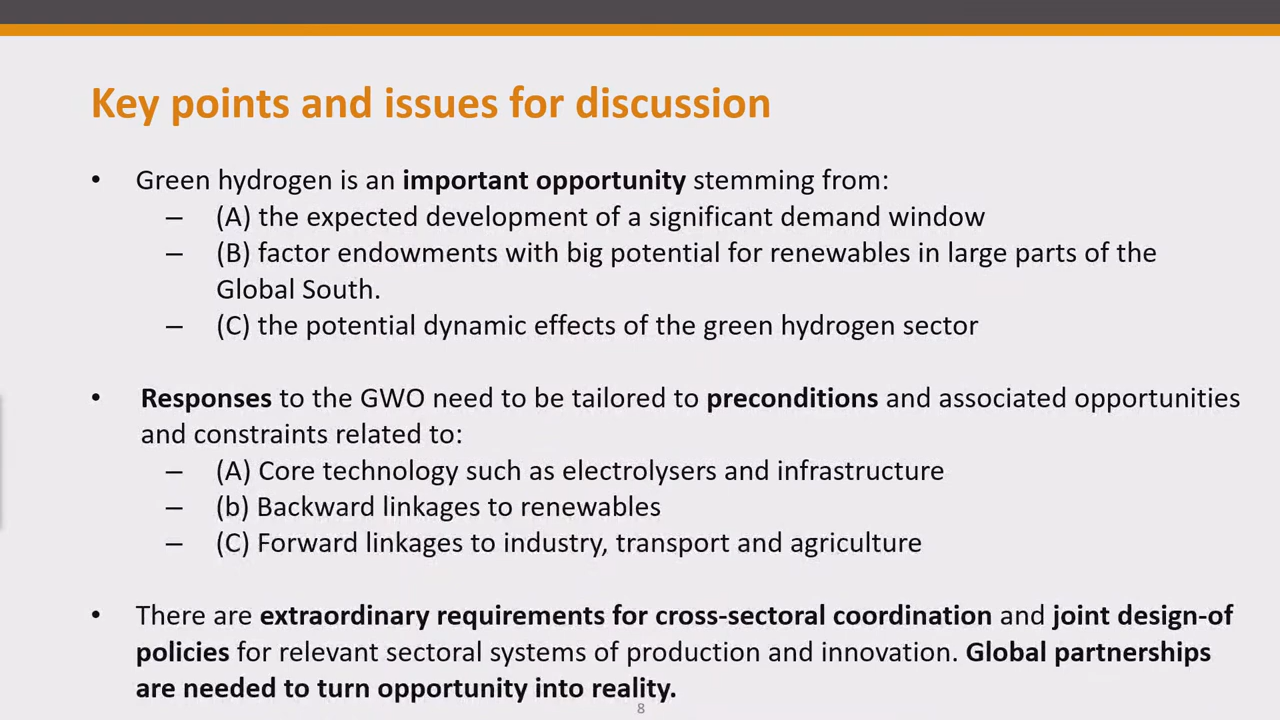 Key points and issues for discussion
• Green hydrogen is an important opportunity stemming from:
– (A) the expected development of a significant demand window
– (B) factor endowments with big potential for renewables in large parts of the
Global South.
– (C) the potential dynamic effects of the green hydrogen sector
• Responses to the GWO need to be tailored to preconditions and associated opportunities
and constraints related to:
– (A) Core technology such as electrolysers and infrastructure
– (b) Backward linkages to renewables
– (C) Forward linkages to industry, transport and agriculture
• There are extraordinary requirements for cross-sectoral coordination and joint design-of
policies for relevant sectoral systems of production and innovation. Global partnerships
are needed to turn opportunity into reality.
8